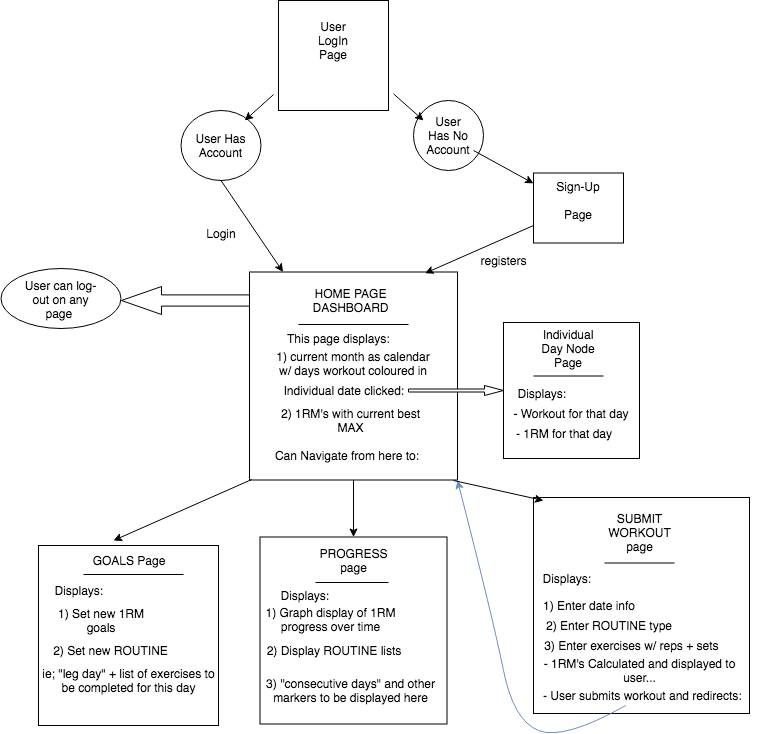 User
LogIn
Page
User Has
Account
User
Has No
Account
Sign-Up
Page
Login
registers
User can log-
out on any
page
HOME PAGE
DASHBOARD
This page displays:
1) current month as calendar
w/ days workout coloured in
Individual date clicked:
2) 1RM's with current best
MAX
Can Navigate from here to:
Individual
Day Node
Page
Displays:
- Workout for that day
- 1RM for that day
GOALS Page
Displays:
1) Set new 1RM
goals
2) Set new ROUTINE
ie; "leg day" + list of exercises to
be completed for this day
PROGRESS
page
Displays:
1) Graph display of 1RM
progress over time
2) Display ROUTINE lists
3) "consecutive days" and other
markers to be displayed here
SUBMIT
WORKOUT
page
Displays:
1) Enter date info
2) Enter ROUTINE type
3) Enter exercises w/ reps + sets
- 1RM's Calculated and displayed to
user...
- User submits workout and redirects: